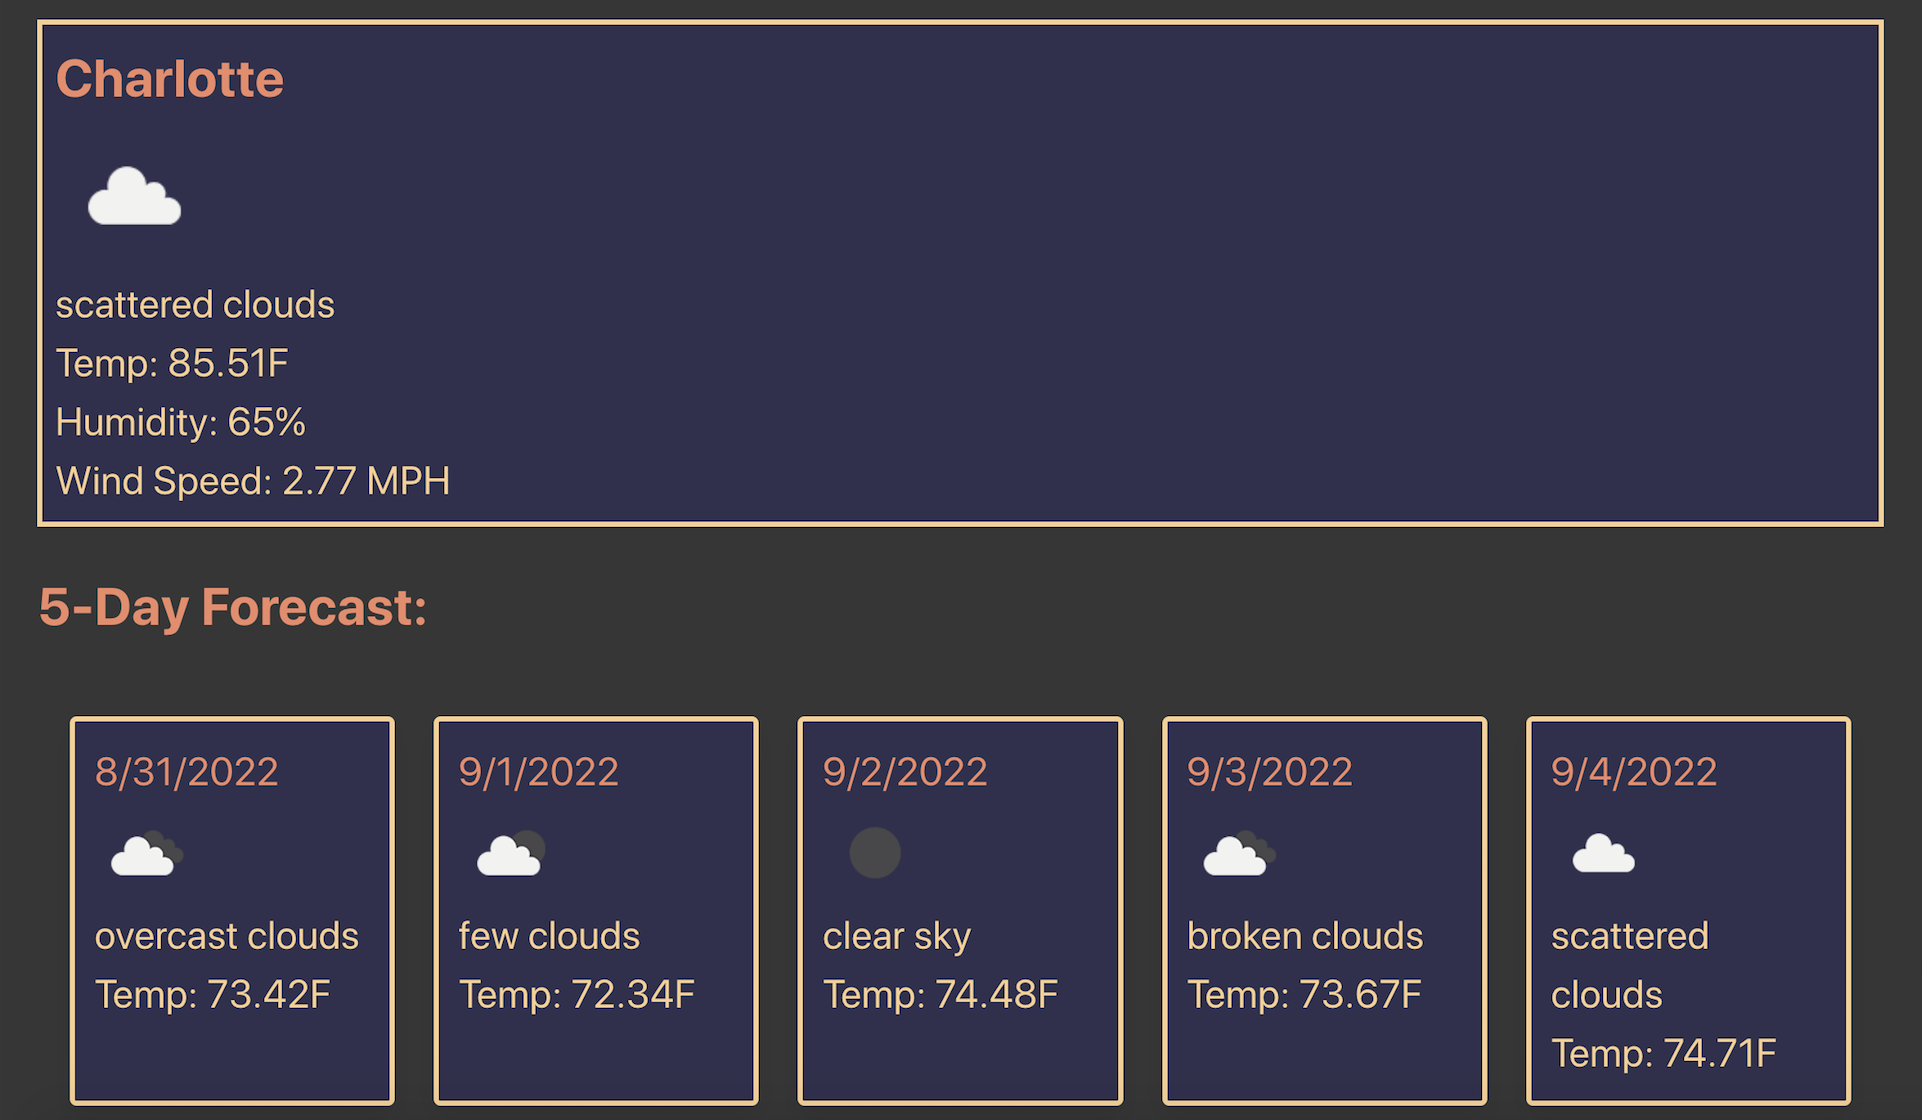 Charlotte
scattered clouds
Temp: 85.51F
Humidity: 65%
Wind Speed: 2.77 MPH
5-Day Forecast:
8/31/2022
overcast clouds
Temp: 73.42F
9/1/2022
few clouds
Temp: 72.34F
9/2/2022
clear sky
Temp: 74.48F
9/3/2022
broken clouds
Temp: 73.67F
9/4/2022
scattered
clouds
Temp: 74.71F